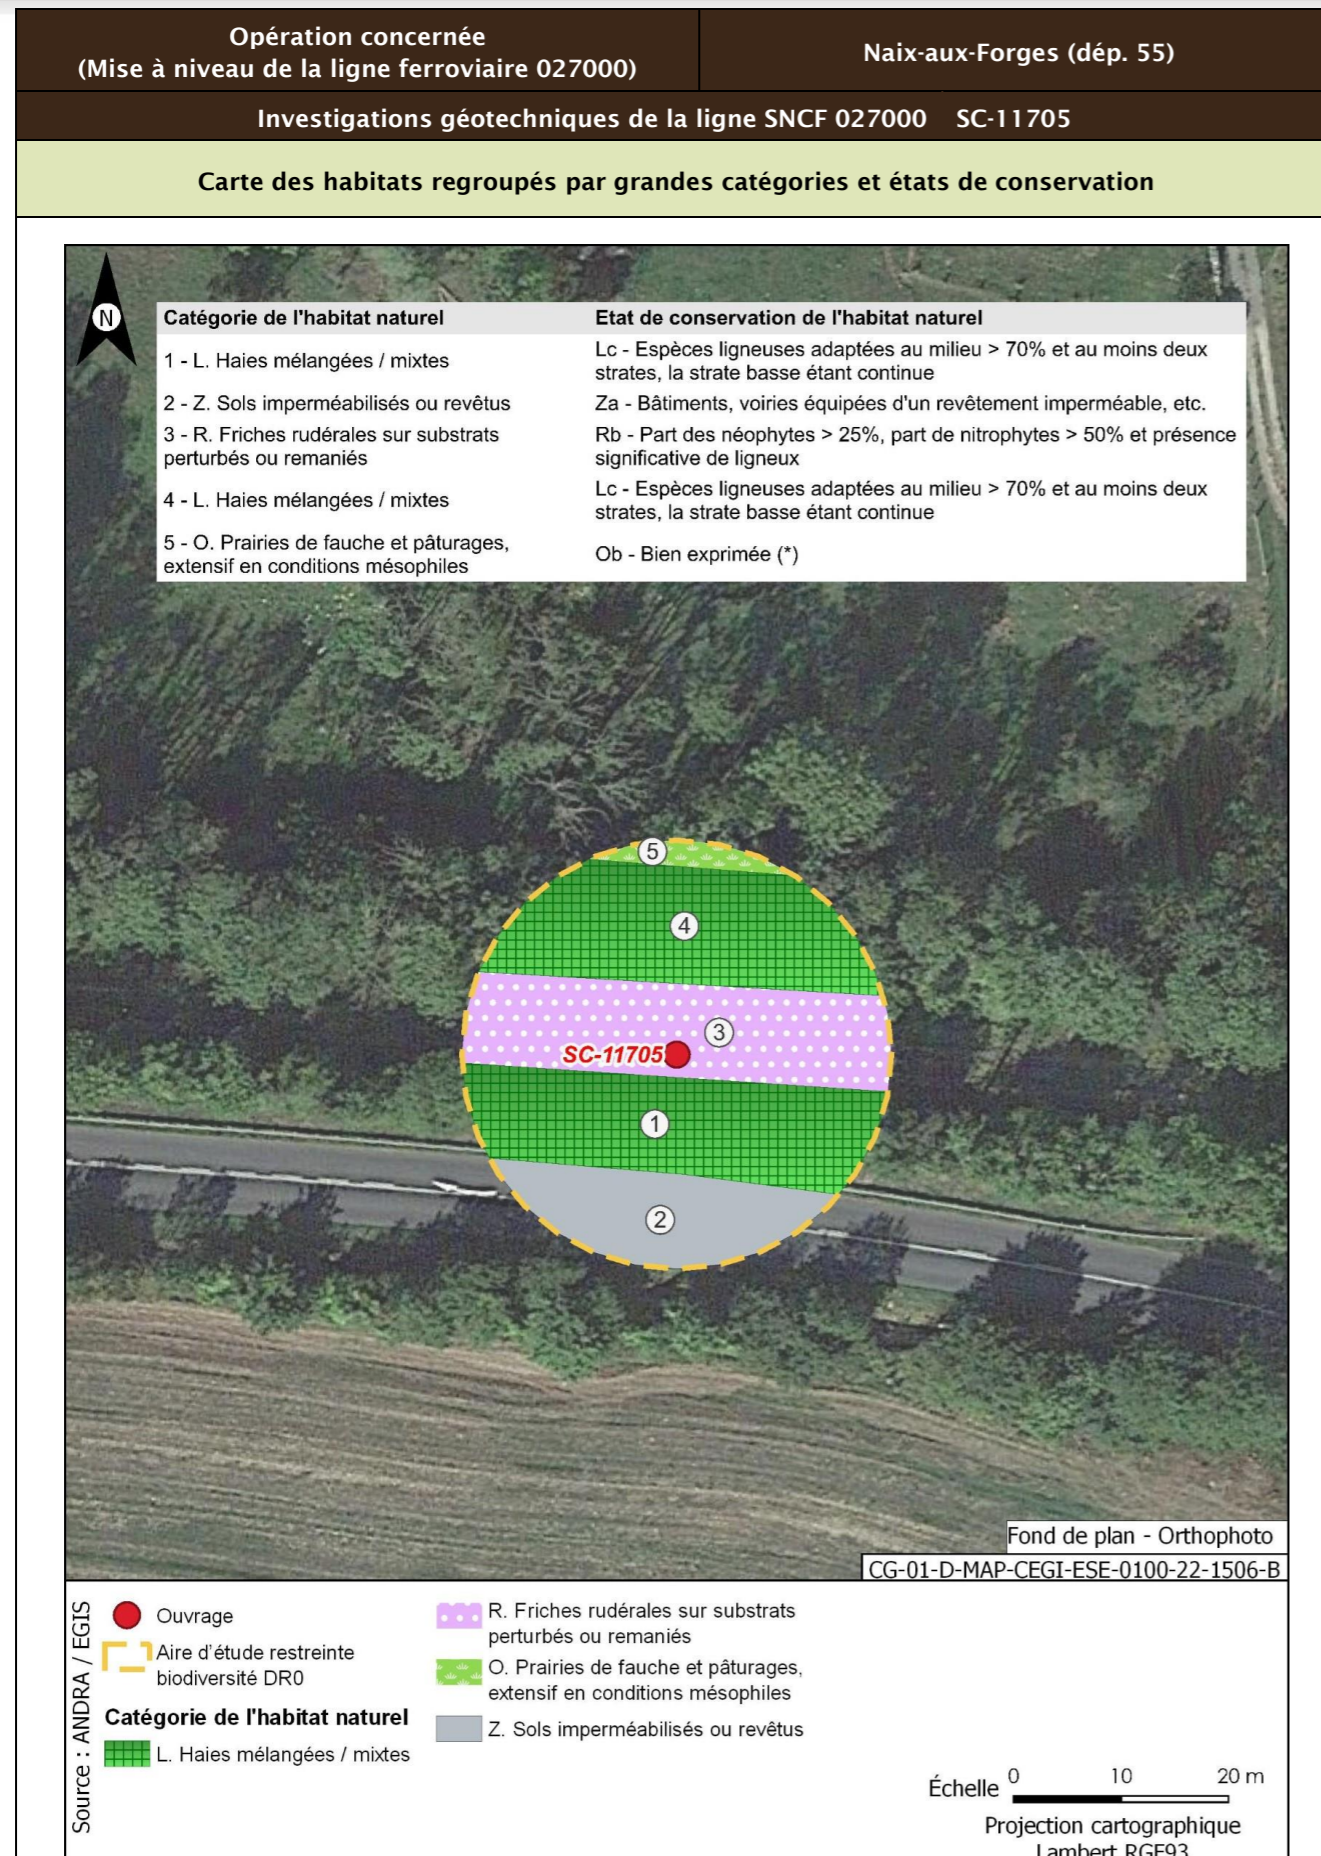 Opération concernée
(Mise à niveau de la ligne ferroviaire 027000)
Naix-aux-Forges (dép. 55)
Investigations géotechniques de la ligne SNCF 027000 SC-11705
Carte des habitats regroupés par grandes catégories et états de conservation
N
Catégorie de l'habitat naturel
Etat de conservation de l'habitat naturel
1 - L. Haies mélangées / mixtes
Lc - Espèces ligneuses adaptées au milieu > 70% et au moins deux
strates, la strate basse étant continue
2 - Z. Sols imperméabilisés ou revêtus
Za - Bâtiments, voiries équipées d'un revêtement imperméable, etc.
3 - R. Friches rudérales sur substrats
perturbés ou remaniés
Rb - Part des néophytes > 25%, part de nitrophytes > 50% et présence
significative de ligneux
4 - L. Haies mélangées / mixtes
Lc - Espèces ligneuses adaptées au milieu > 70% et au moins deux
strates, la strate basse étant continue
5 - O. Prairies de fauche et pâturages,
extensif en conditions mésophiles
Ob - Bien exprimée (*)
5
4
3
SC-11705
1
2
Fond de plan - Orthophoto
CG-01-D-MAP-CEGI-ESE-0100-22-1506-B
Source : ANDRA / EGIS
Ouvrage
Aire d'étude restreinte
biodiversité DR0
Catégorie de l'habitat naturel
L. Haies mélangées / mixtes
R. Friches rudérales sur substrats
perturbés ou remaniés
O. Prairies de fauche et pâturages,
extensif en conditions mésophiles
Z. Sols imperméabilisés ou revêtus
Échelle 0 10 20 m
Projection cartographique
Lambert RGF93